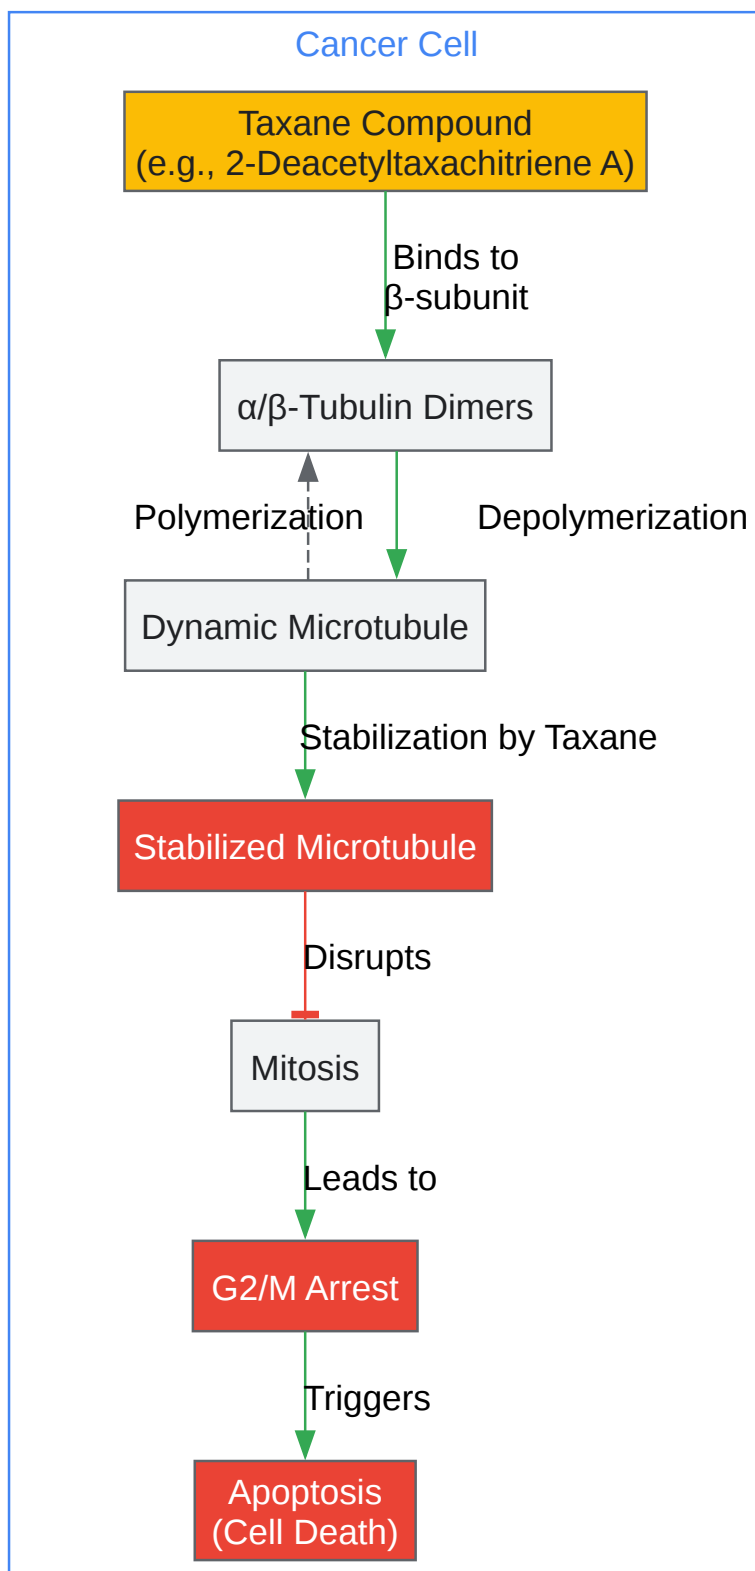 Cancer Cell
Taxane Compound
(e.g., 2-Deacetyltaxachitriene A)
Binds to
β-subunit
α/β-Tubulin Dimers
Polymerization
Depolymerization
Dynamic Microtubule
Stabilization by Taxane
Stabilized Microtubule
Disrupts
Mitosis
Leads to
G2/M Arrest
Triggers
Apoptosis
(Cell Death)